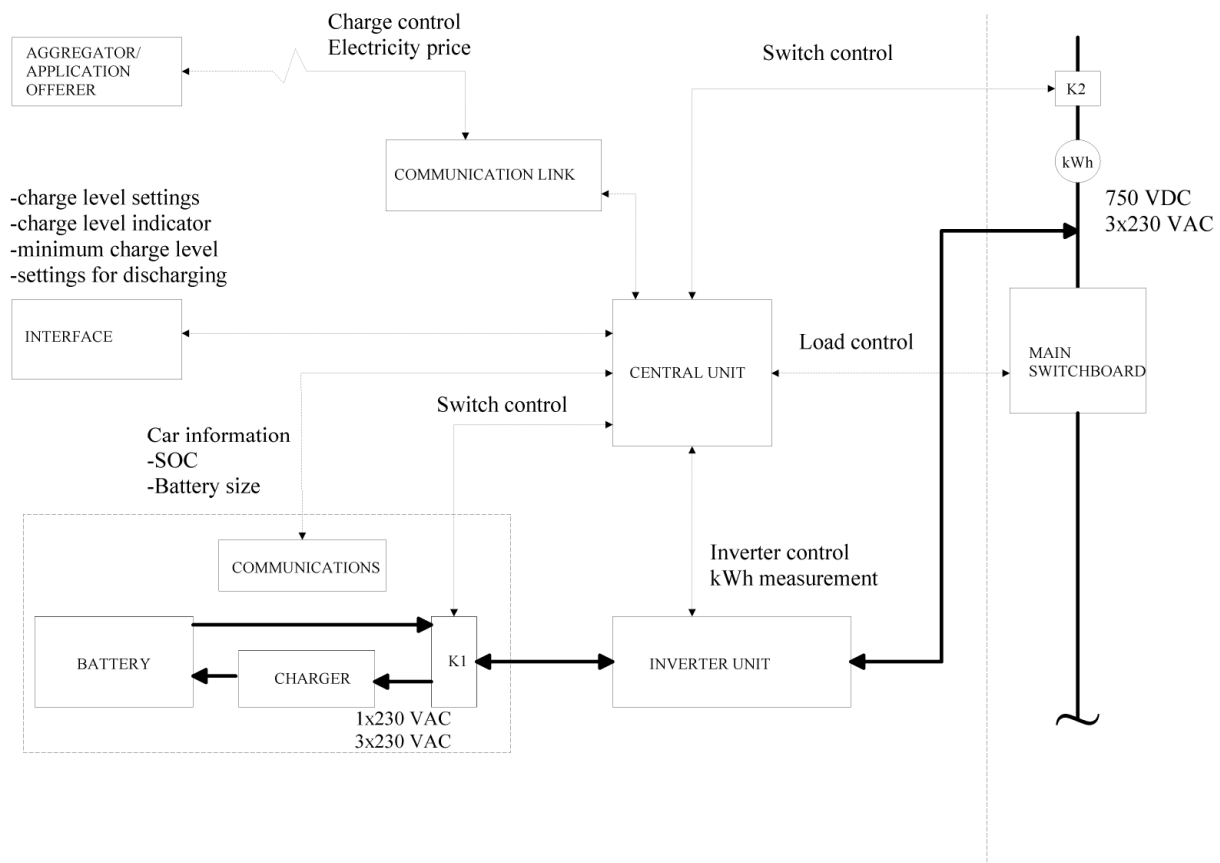 Charge control
Electricity price
AGGREGATOR/
APPLICATION
OFFERER
Switch control
K2
COMMUNICATION LINK
kWh
-charge level settings
-charge level indicator
-minimum charge level
-settings for discharging
750 VDC
3x230 VAC
INTERFACE
CENTRAL UNIT
Load control
MAIN
SWITCHBOARD
Switch control
Car information
-SOC
-Battery size
COMMUNICATIONS
Inverter control
kWh measurement
BATTERY
CHARGER
K1
INVERTER UNIT
1x230 VAC
3x230 VAC